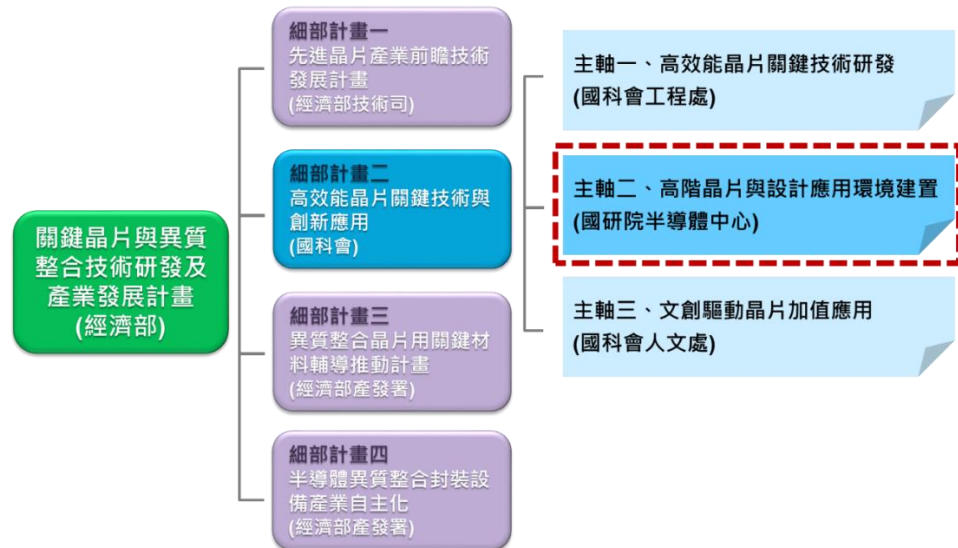 關鍵晶片與異質
整合技術研發及
產業發展計畫
(經濟部)
細部計畫一
先進晶片產業前瞻技術
發展計畫
(經濟部技術司)
細部計畫二
高效能晶片關鍵技術與
創新應用
(國科會)
細部計畫三
異質整合晶片用關鍵材
料輔導推動計畫
(經濟部產發署)
細部計畫四
半導體異質整合封裝設
備產業自主化
(經濟部產發署)
主軸一、高效能晶片關鍵技術研發
(國科會工程處)
主軸二、高階晶片與設計應用環境建置
(國研院半導體中心)
主軸三、文創驅動晶片加值應用
(國科會人文處)